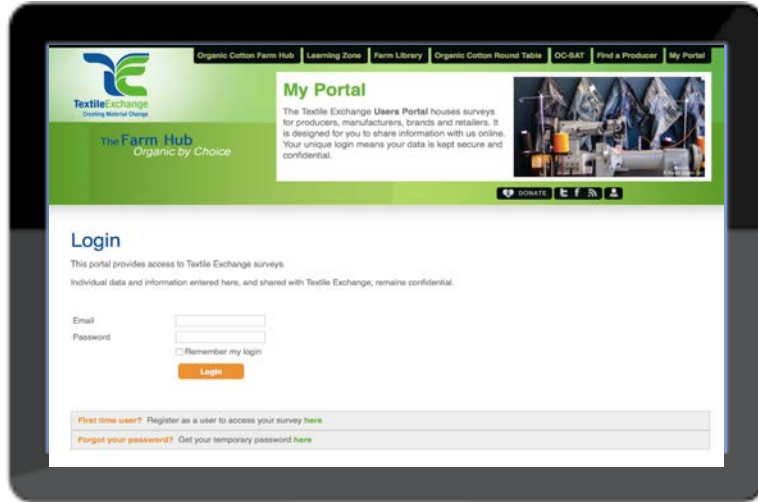 Organic Cotton Farm Hub
Learning Zone
Farm Library
Organic Cotton Round Table
OC-SAT
Find a Producer
My Portal
TextileExchange
Creating Material Change
The Farm Hub
Organic by Choice
My Portal
The Textile Exchange Users Portal houses surveys
for producers, manufacturers, brands and retailers. It
is designed for you to share information with us online.
Your unique login means your data is kept secure and
confidential.
DONATE
Login
This portal provides access to Textile Exchange surveys.
Individual data and information entered here, and shared with Textile Exchange, remains confidential.
Email
Password
Remember my login
Login
First time user? Register as a user to access your survey here
Forgot your password? Get your temporary password here